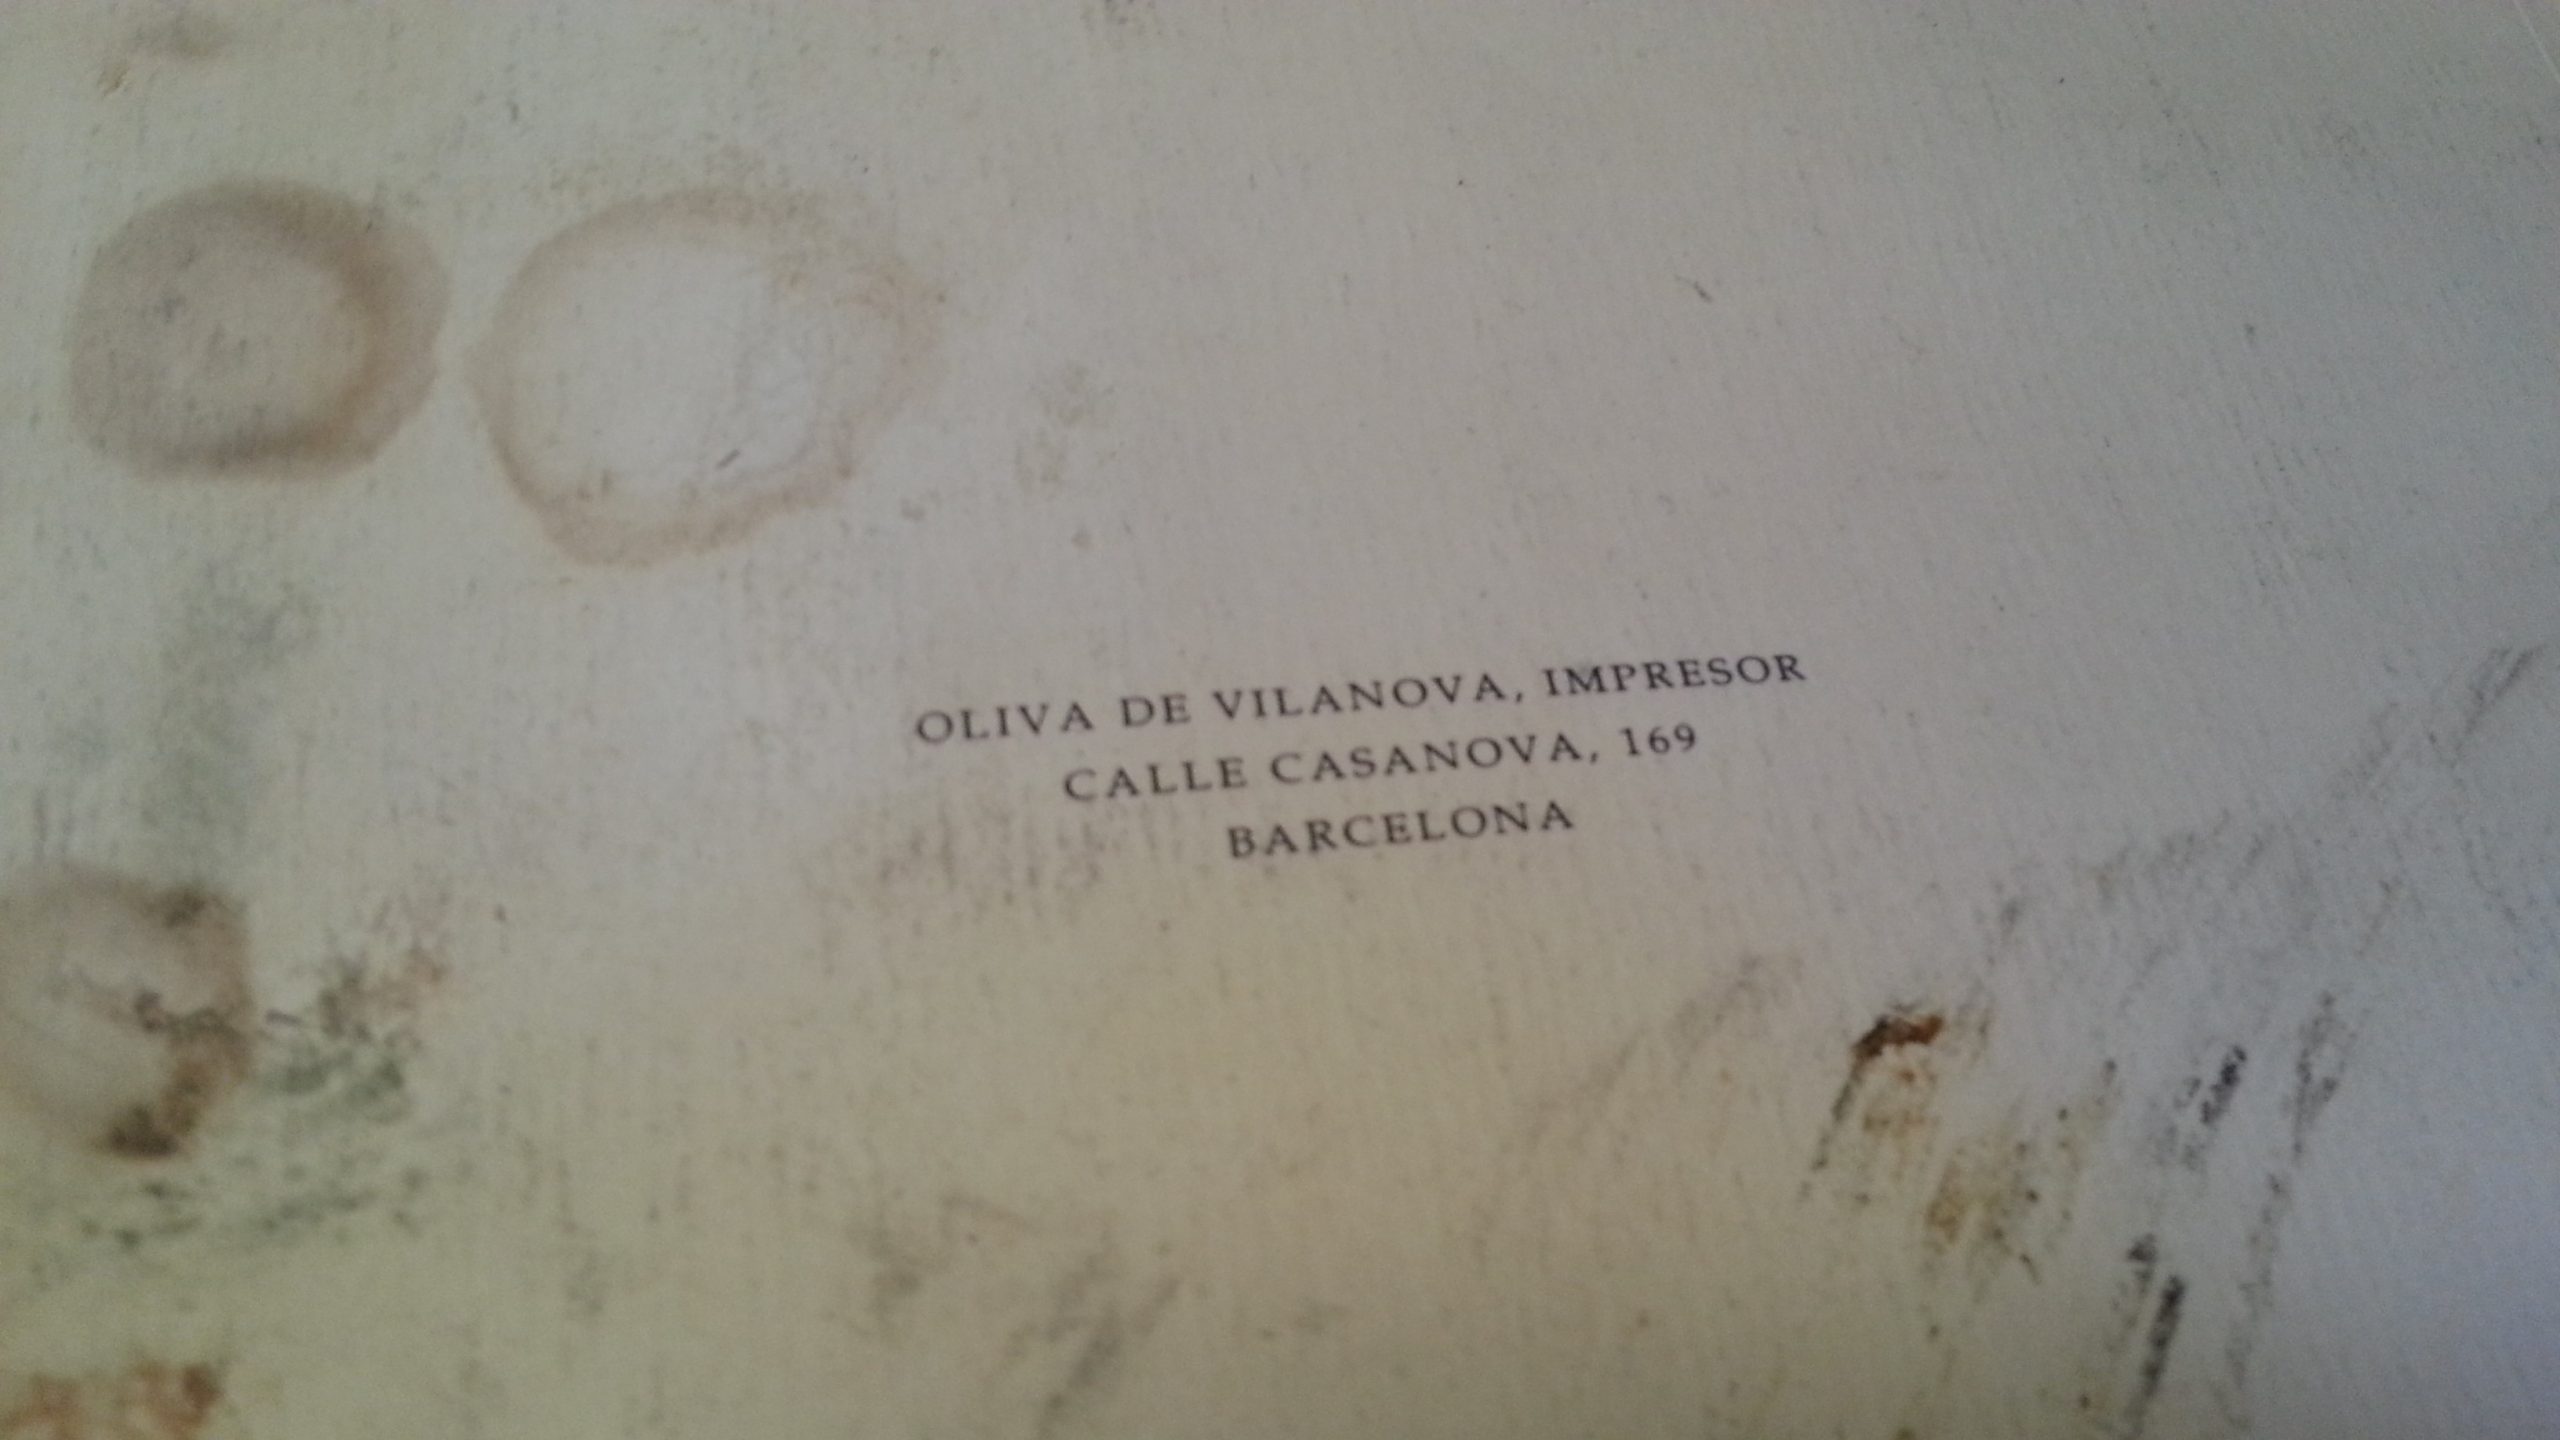 OLIVA DE VILANOVA, IMPRESOR
CALLE CASANOVA, 169
BARCELONA